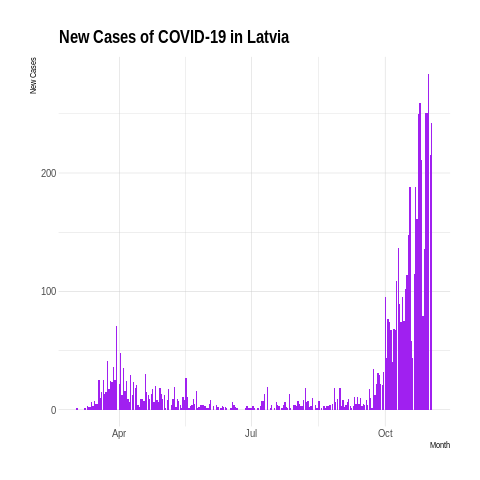 New Cases of COVID-19 in Latvia
New Cases
200
100
0
Apr
Jul
Oct
Month